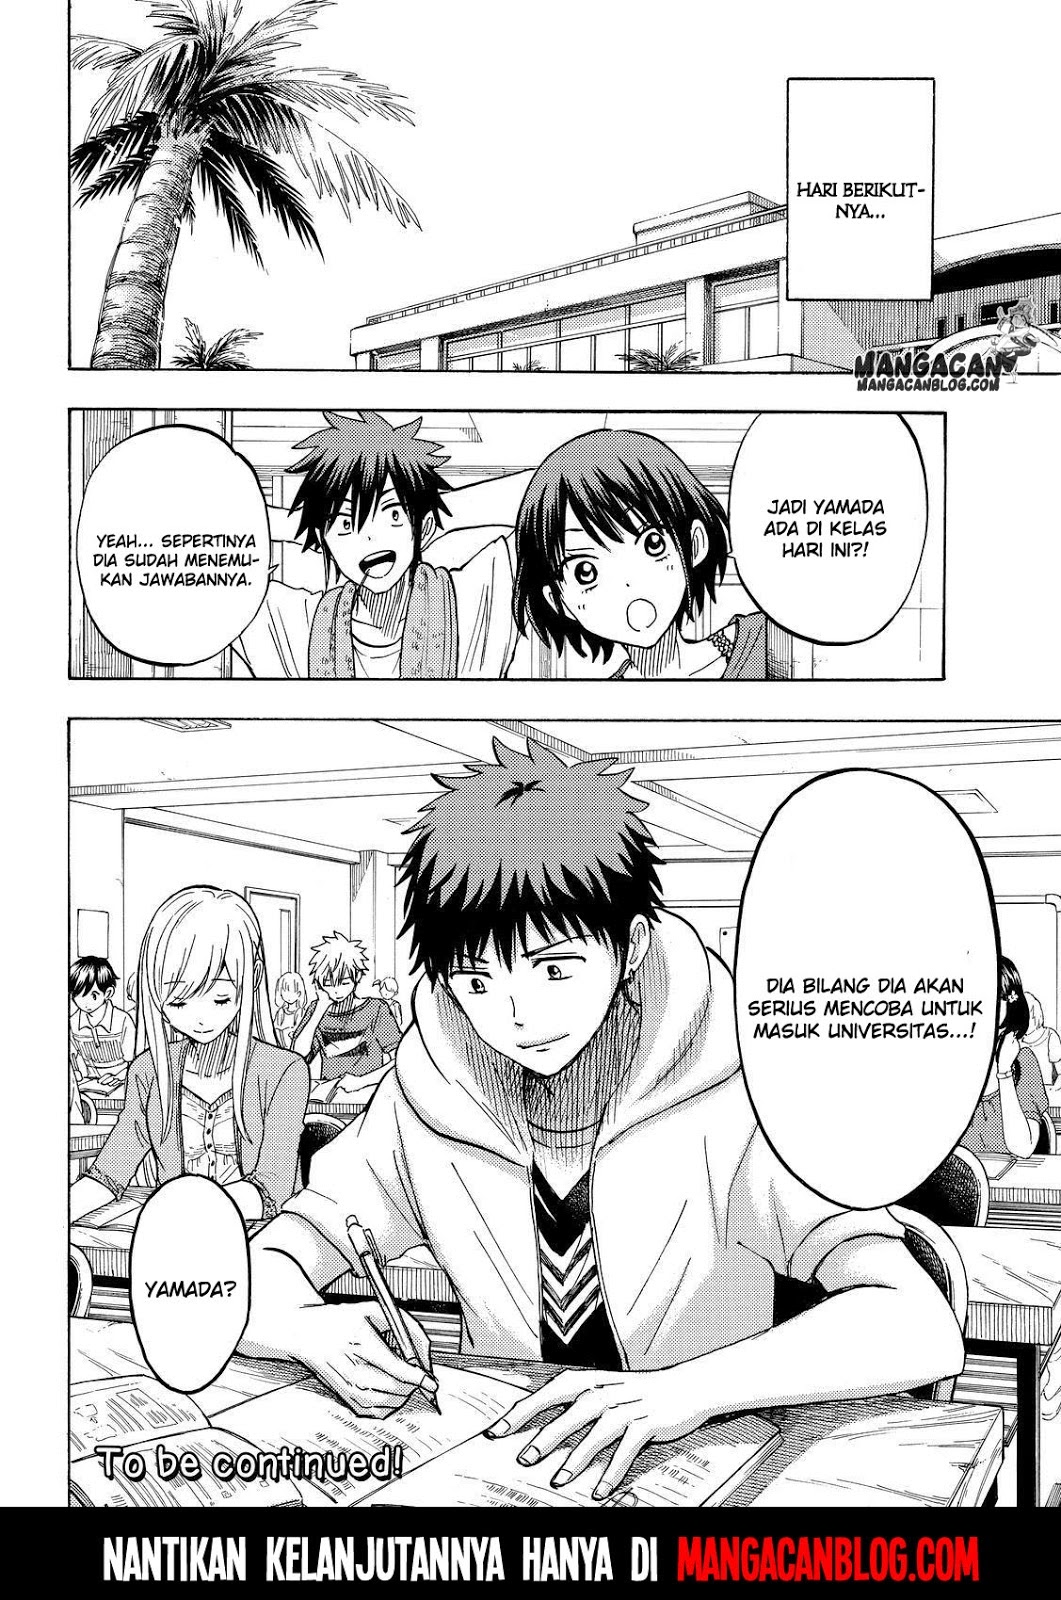 HARI BERIKUT-
NYA...
MANGACAN
MANGACANBLOG.COM
JADI YAMADA
ADA DI KELAS
HARI INI?!
YEAH... SEPERTINYA
DIA SUDAH MENEMU-
KAN JAWABANNYA.
DIA BILANG DIA AKAN
SERIUS MENCOBA UNTUK
MASUK UNIVERSITAS...!
YAMADA?
To be continued!
NANTIKAN KELANJUTANNYA HANYA DI MANGACANBLOG.COM